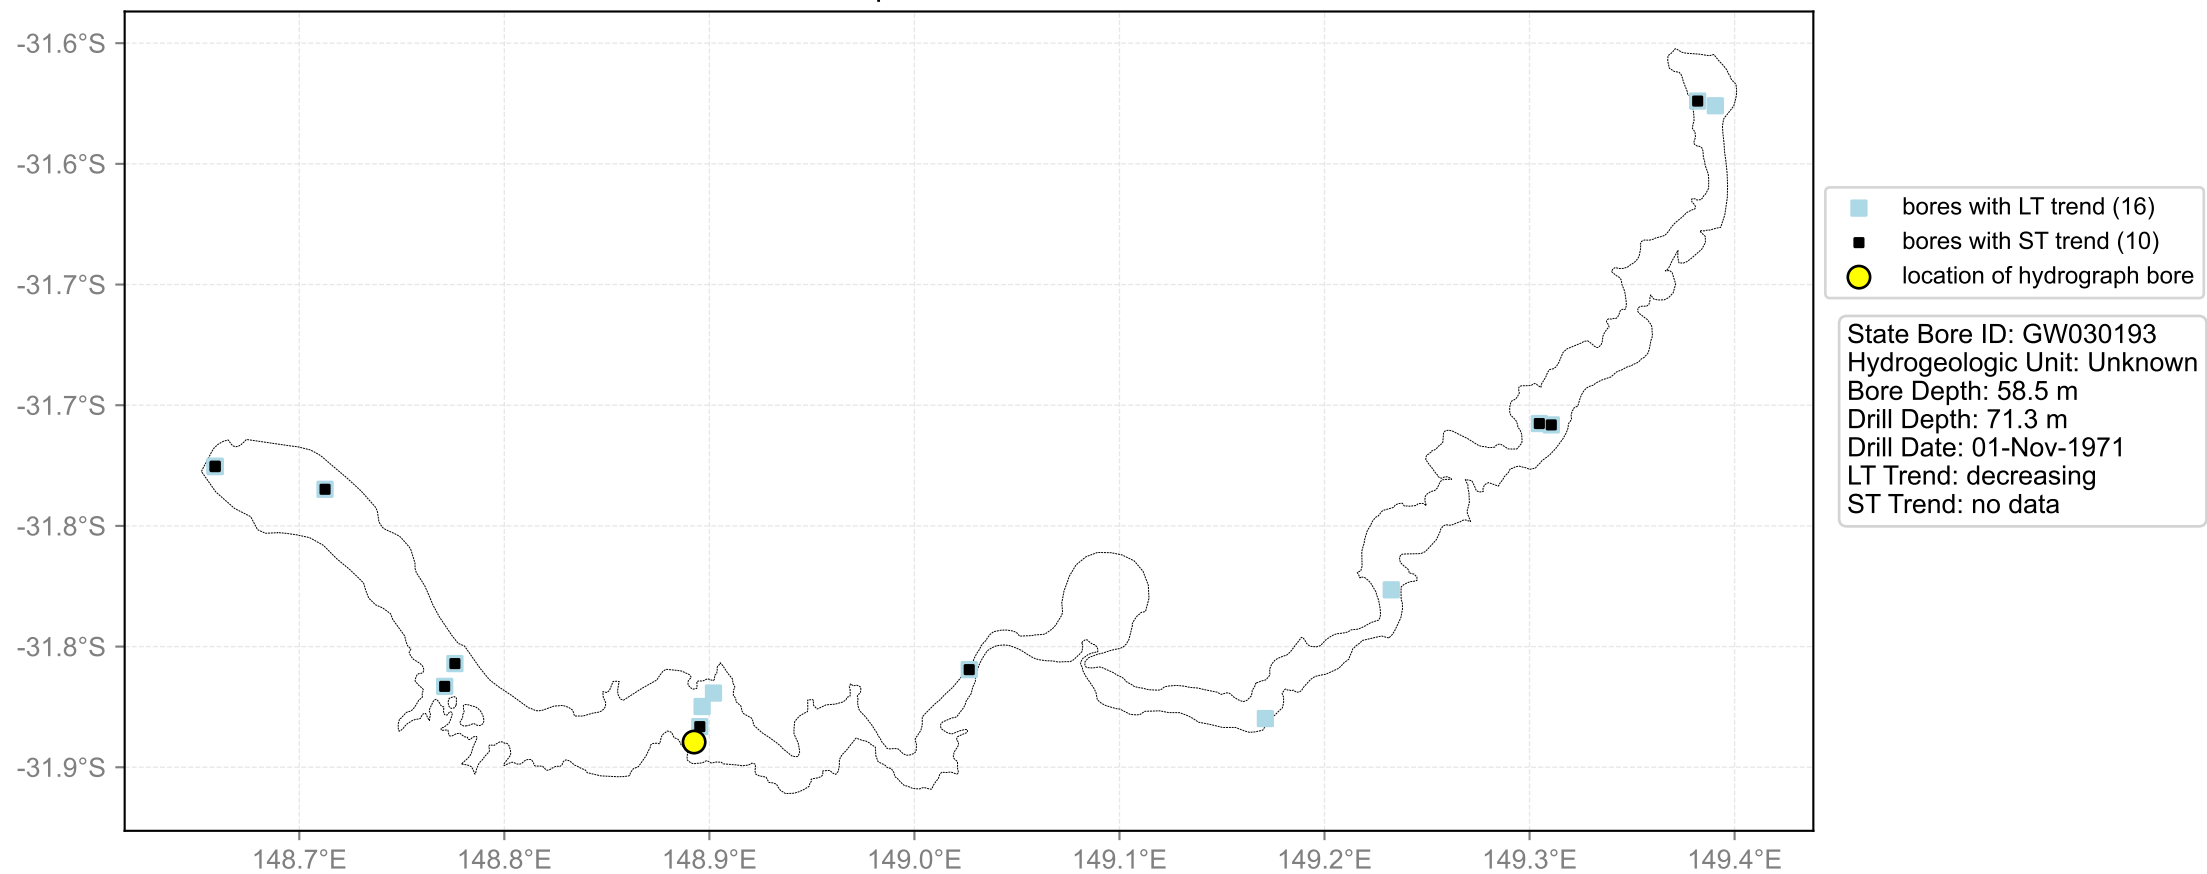 -31.6°S
-31.6°S
-31.7°S
-31.7°S
-31.8°S
-31.8°S
-31.9°S
148.7°E
148.8°E
148.9°E
149.0°E
149.1°E
149.2°E
149.3°E
149.4°E
bores with LT trend (16)
bores with ST trend (10)
location of hydrograph bore
State Bore ID: GW030193
Hydrogeologic Unit: Unknown
Bore Depth: 58.5 m
Drill Depth: 71.3 m
Drill Date: 01-Nov-1971
LT Trend: decreasing
ST Trend: no data